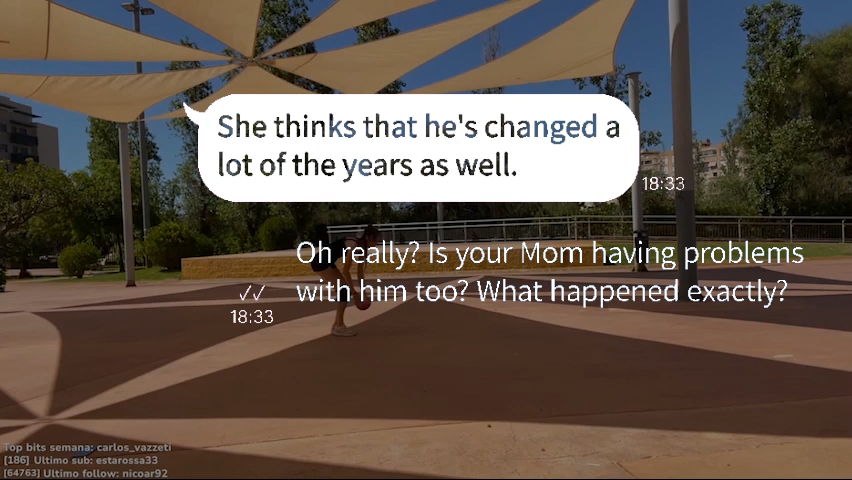 She thinks that he's changed a
lot of the years as well.
18:33
Oh really? Is your Mom having problems
with him too? What happened exactly?
✓✓
18:33
Top bits semana: carlos_vazzeti
[186] Ultimo sub: estarossa33
[64763] Ultimo follow: nicoar92